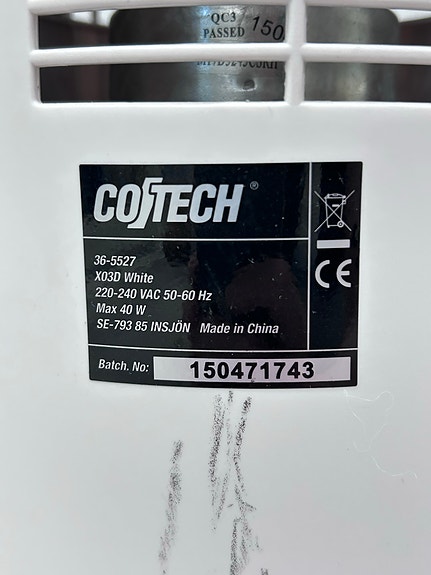 QC3
PASSED
150
COTECH®
36-5527
X03D White
220-240 VAC 50-60 Hz
Max 40 W
SE-793 85 INSJÖN Made in China
CE
Batch. No: 150471743